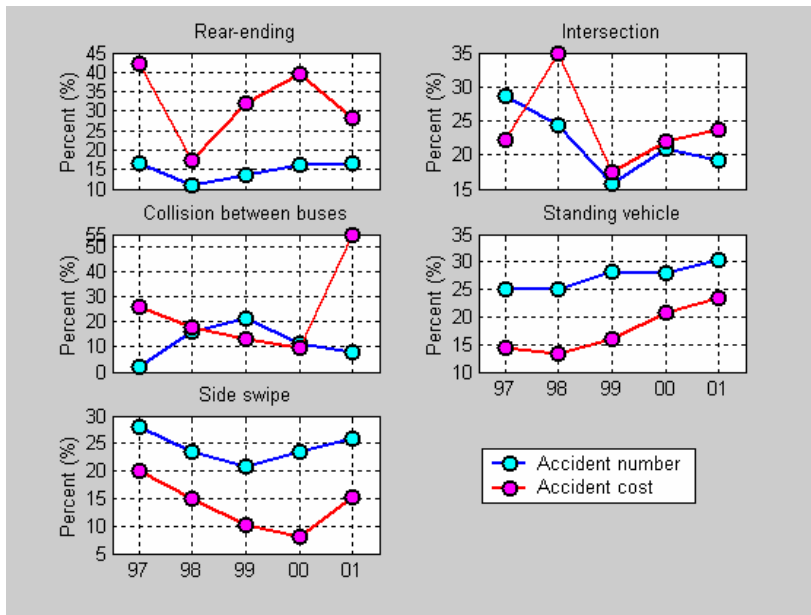 Rear-ending
Percent (%)
45
40
35
30
25
20
15
10
Intersection
Percent (%)
35
30
25
20
15
Collision between buses
Percent (%)
55
50
40
30
20
10
0
Standing vehicle
Percent (%)
35
30
25
20
15
10
97 98 99 00 01
Side swipe
Percent (%)
30
25
20
15
10
5
97 98 99 00 01
Accident number
Accident cost